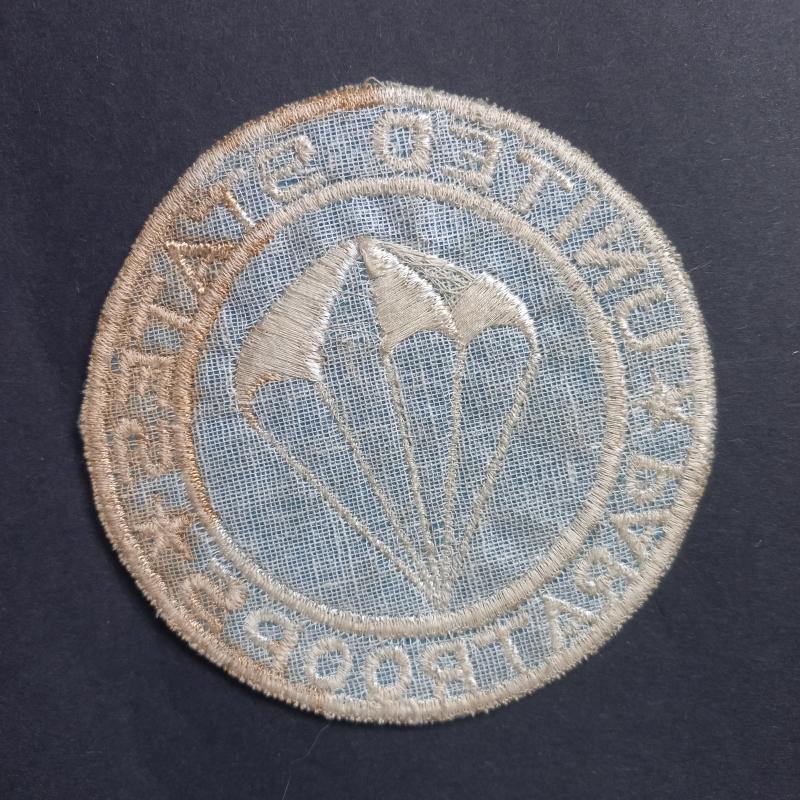 UNITED STATES
★ PARATROOPS ★